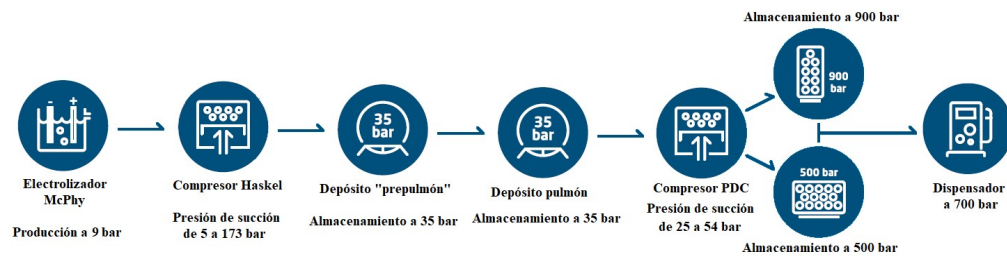 Electrolizador
McPhy
Producción a 9 bar
Compresor Haskel
Presión de succión
de 5 a 173 bar
35
bar
Depósito "prepulmón"
Almacenamiento a 35 bar
35
bar
Depósito pulmón
Almacenamiento a 35 bar
Compresor PDC
Presión de succión
de 25 a 54 bar
Almacenamiento a 900 bar
900
bar
500 bar
Almacenamiento a 500 bar
Dispensador
a 700 bar